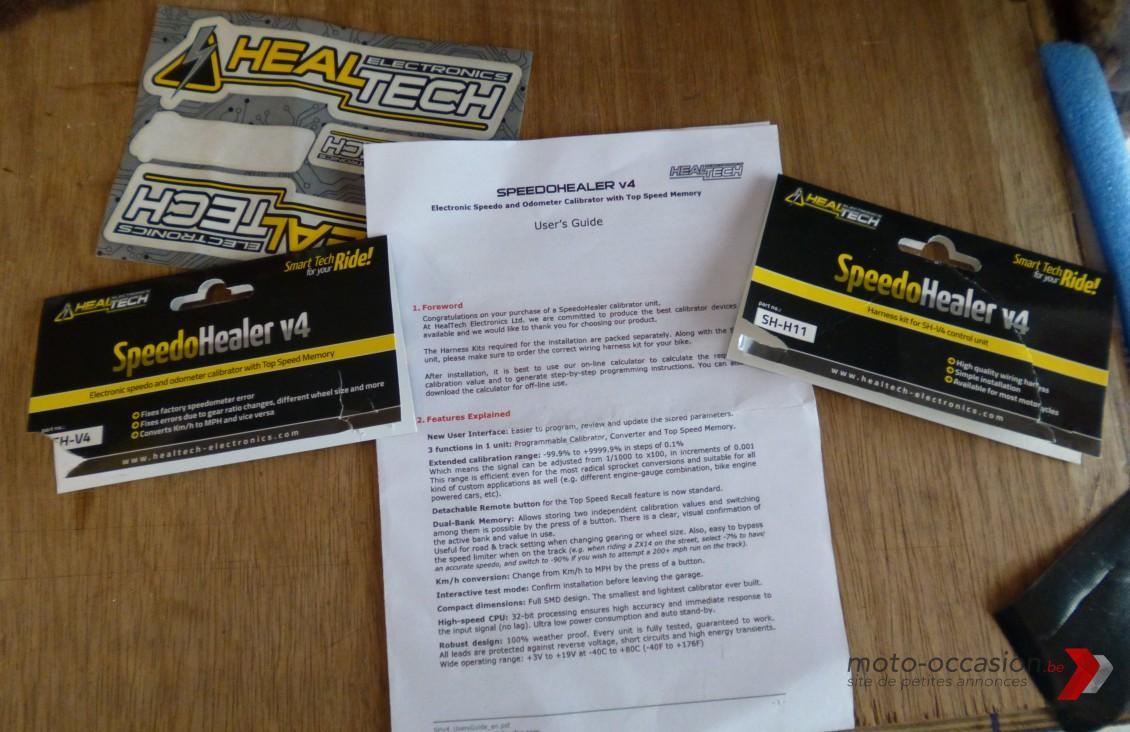 HEALTECH
ELECTRONICS
HEALTECH
ELECTRONICS
HEALTECH
ELECTRONICS
HEALTECH
ELECTRONICS
Smart Tech
for your Ride!
SpeedoHealer v4
Electronic speedo and odometer calibrator with Top Speed Memory
Fixes factory speedometer error
Fixes errors due to gear ratio changes, different wheel size and more
Converts Km/h to MPH and vice versa
part no.:
SH-V4
www.healtech-electronics.com
HEALTECH
SPEEDOHEALER v4
Electronic Speedo and Odometer Calibrator with Top Speed Memory
User's Guide
1. Foreword
Congratulations on your purchase of a SpeedoHealer calibrator unit.
At HealTech Electronics Ltd. we are committed to produce the best calibrator devices
available and we would like to thank you for choosing our product.
The Harness Kits required for the installation are packed separately. Along with the
unit, please make sure to order the correct wiring harness kit for your bike.
After installation, it is best to use our on-line calculator to calculate the
calibration value and to generate step-by-step programming instructions. You can
download the calculator for off-line use.
2. Features Explained
New User Interface: Easier to program, review and update the stored parameters.
3 functions in 1 unit: Programmable Calibrator, Converter and Top Speed Memory.
Extended calibration range: -99.9% to +9999.9% in steps of 0.1%
Which means the signal can be adjusted from 1/1000 to x100, in increments of 0.001
This range is efficient even for the most radical sprocket conversions and suitable for all
kind of custom applications as well (e.g. different engine-gauge combination, bike engine
powered cars, etc).
Detachable Remote button for the Top Speed Recall feature is now standard.
Dual-Bank Memory: Allows storing two independent calibration values and switching
among them is possible by the press of a button. There is a clear, visual confirmation of
the active bank and value in use.
Useful for road & track setting when changing gearing or wheel size. Also, easy to bypass
the speed limiter when on the track (e.g. when riding a ZX14 on the street, select -7% to have
an accurate speedo, and switch to -90% if you wish to attempt a 200+ mph run on the track).
Km/h conversion: Change from Km/h to MPH by the press of a button.
Interactive test mode: Confirm installation before leaving the garage.
Compact dimensions: Full SMD design. The smallest and lightest calibrator ever built.
High-speed CPU: 32-bit processing ensures high accuracy and immediate response to
the input signal (no lag). Ultra low power consumption and auto stand-by.
Robust design: 100% weather proof. Every unit is fully tested, guaranteed to work.
All leads are protected against reverse voltage, short circuits and high energy transients.
Wide operating range: +3V to +19V at -40C to +80C (-40F to +176F)
- 1 -
HEALTECH
ELECTRONICS
Smart Tech
for your Ride!
SpeedoHealer v4
Harness kit for SH-V4 control unit
part no.:
SH-H11
High quality wiring harness
Simple installation
Available for most motorcycles
www.healtech-electronics.com
moto-occasion.be
site de petites annonces